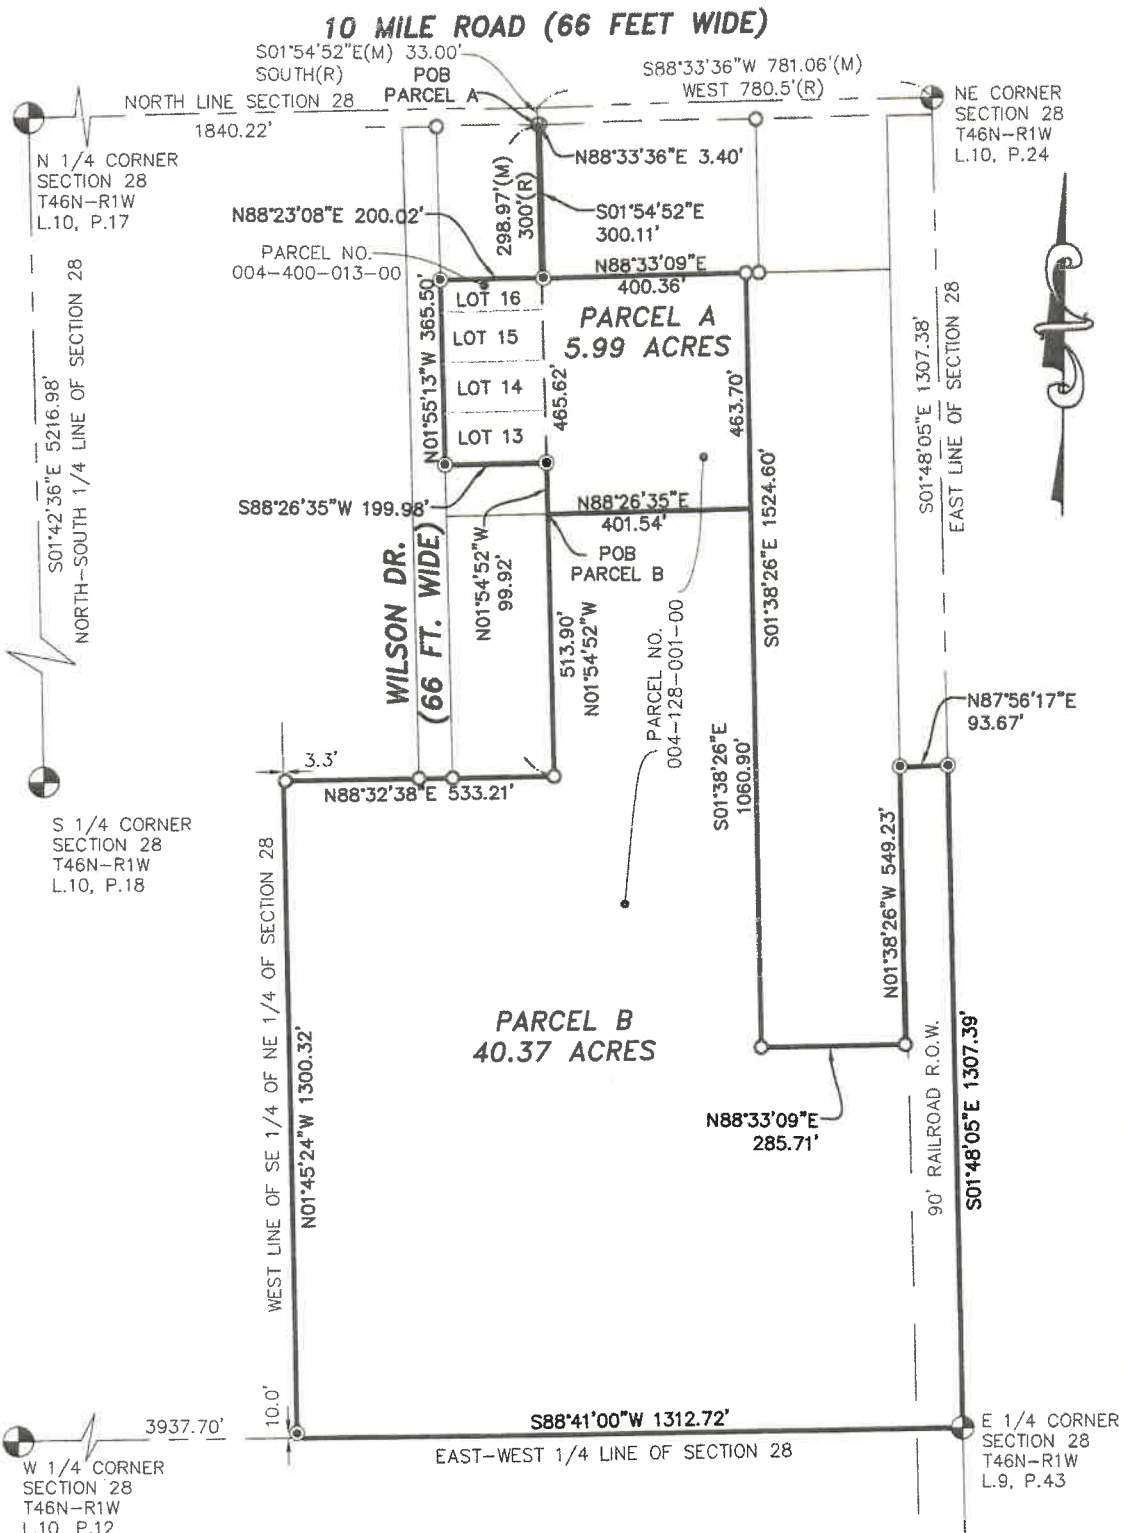 10 MILE ROAD (66 FEET WIDE)
S01°54'52"E(M) 33.00'
SOUTH(R)
POB
PARCEL A
S88°33'36"W 781.06'(M)
WEST 780.5'(R)
NORTH LINE SECTION 28
1840.22'
NE CORNER
SECTION 28
T46N-R1W
L.10, P.24
N 1/4 CORNER
SECTION 28
T46N-R1W
L.10, P.17
N88°33'36"E 3.40'
298.97'(M)
300'(R)
S01°54'52"E
300.11'
N88°23'08"E 200.02'
PARCEL NO.
004-400-013-00
N88°33'09"E
400.36'
LOT 16
LOT 15
LOT 14
LOT 13
PARCEL A
5.99 ACRES
N01°55'13"W 365.50'
465.62'
463.70'
S01°38'26"E 1524.60'
S01°48'05"E 1307.38'
EAST LINE OF SECTION 28
S01°42'36"E 5216.98'
NORTH-SOUTH 1/4 LINE OF SECTION 28
S88°26'35"W 199.98'
N88°26'35"E
401.54'
POB
PARCEL B
WILSON DR.
(66 FT. WIDE)
N01°54'52"W
99.92'
513.90'
N01°54'52"W
PARCEL NO.
004-128-001-00
S01°38'26"E
1060.90'
N87°56'17"E
93.67'
3.3'
N88°32'38"E 533.21'
S 1/4 CORNER
SECTION 28
T46N-R1W
L.10, P.18
WEST LINE OF SE 1/4 OF NE 1/4 OF SECTION 28
N01°45'24"W 1300.32'
N01°38'26"W 549.23'
PARCEL B
40.37 ACRES
N88°33'09"E
285.71'
90' RAILROAD R.O.W.
S01°48'05"E 1307.39'
10.0'
3937.70'
S88°41'00"W 1312.72'
EAST-WEST 1/4 LINE OF SECTION 28
E 1/4 CORNER
SECTION 28
T46N-R1W
L.9, P.43
W 1/4 CORNER
SECTION 28
T46N-R1W
L.10, P.12